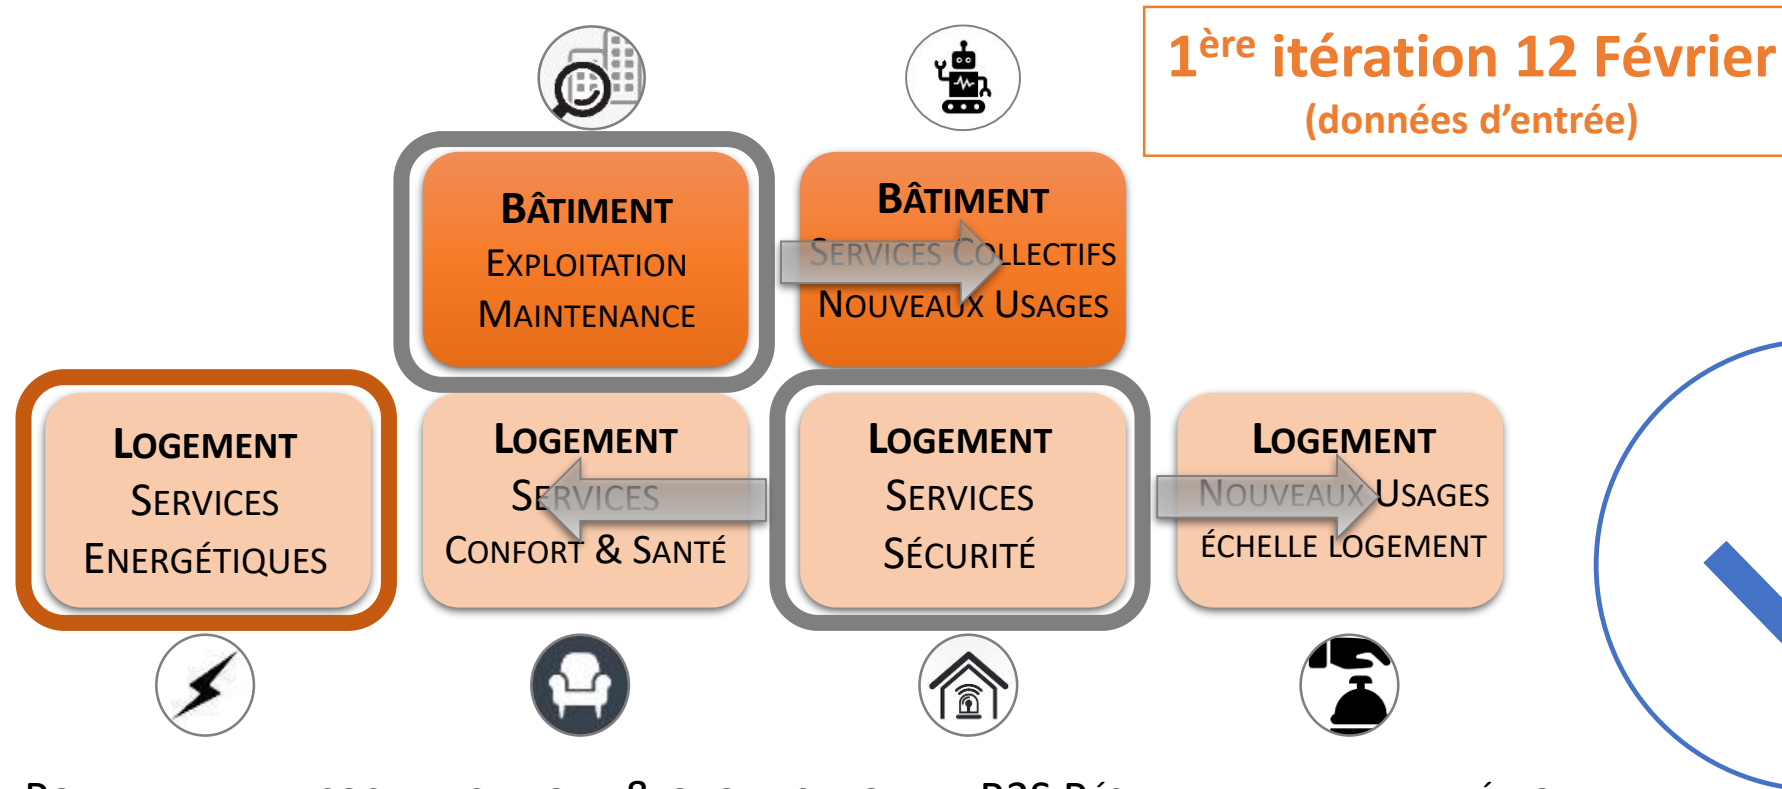 1ère itération 12 Février
(données d'entrée)
BÂTIMENT
EXPLOITATION
MAINTENANCE
BÂTIMENT
SERVICES COLLECTIFS
NOUVEAUX USAGES
LOGEMENT
SERVICES
ENERGÉTIQUES
LOGEMENT
SERVICES
CONFORT & SANTÉ
LOGEMENT
SERVICES
SÉCURITÉ
LOGEMENT
NOUVEAUX USAGES
ÉCHELLE LOGEMENT